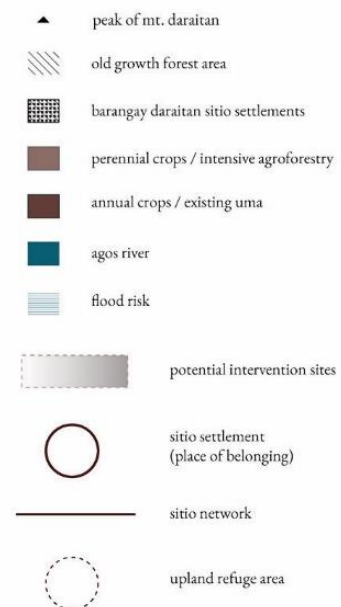 peak of mt. daraitan
old growth forest area
barangay daraitan sitio settlements
perennial crops / intensive agroforestry
annual crops / existing uma
agos river
flood risk
potential intervention sites
sitio settlement
(place of belonging)
sitio network
upland refuge area